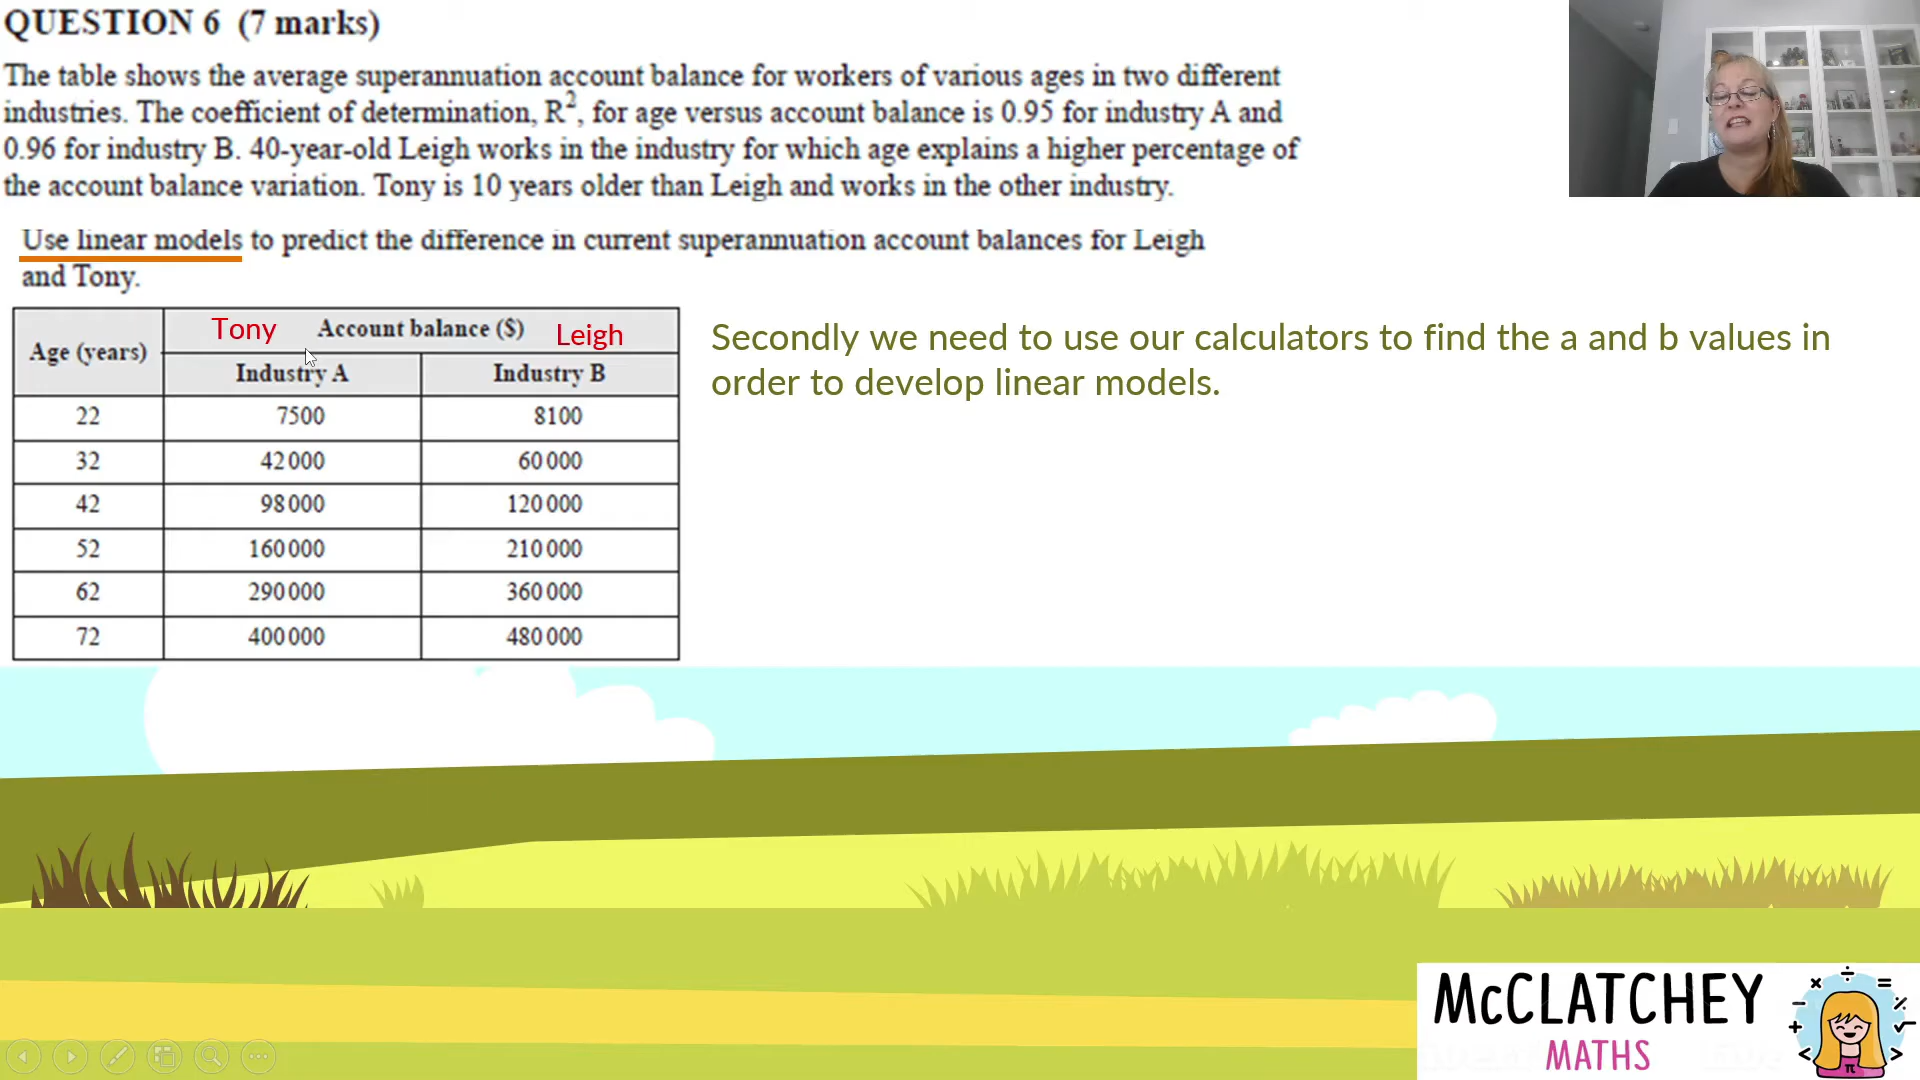 QUESTION 6 (7 marks)
The table shows the average superannuation account balance for workers of various ages in two different
industries. The coefficient of determination, R², for age versus account balance is 0.95 for industry A and
0.96 for industry B. 40-year-old Leigh works in the industry for which age explains a higher percentage of
the account balance variation. Tony is 10 years older than Leigh and works in the other industry.
Use linear models to predict the difference in current superannuation account balances for Leigh
and Tony.
Age (years) Tony Account balance ($) Leigh
Industry A Industry B
22 7500 8100
32 42 000 60 000
42 98 000 120 000
52 160 000 210 000
62 290 000 360 000
72 400 000 480 000
Secondly we need to use our calculators to find the a and b values in
order to develop linear models.
McCLATCHEY
MATHS